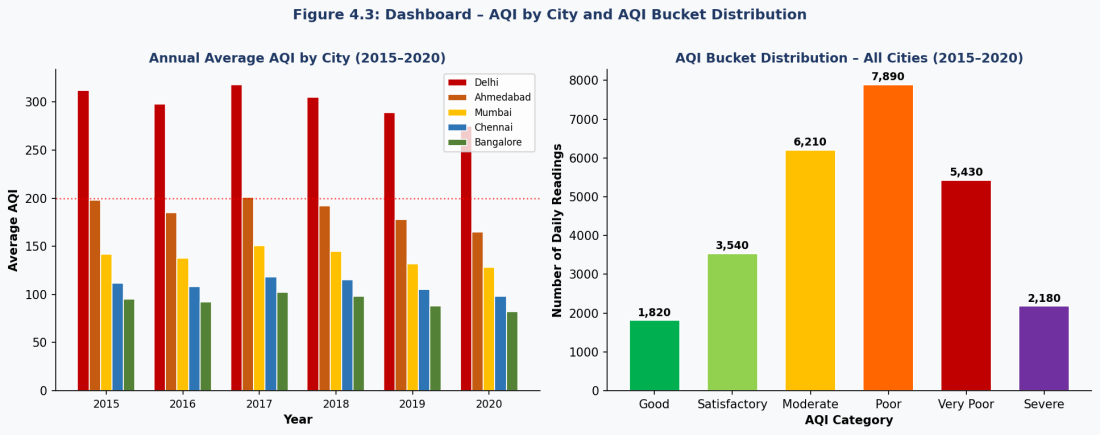 Figure 4.3: Dashboard – AQI by City and AQI Bucket Distribution
Annual Average AQI by City (2015–2020)
Average AQI
300
250
200
150
100
50
0
Delhi
Ahmedabad
Mumbai
Chennai
Bangalore
2015 2016 2017 2018 2019 2020
Year
AQI Bucket Distribution – All Cities (2015–2020)
Number of Daily Readings
8000
7000
6000
5000
4000
3000
2000
1000
0
1,820
3,540
6,210
7,890
5,430
2,180
Good Satisfactory Moderate Poor Very Poor Severe
AQI Category